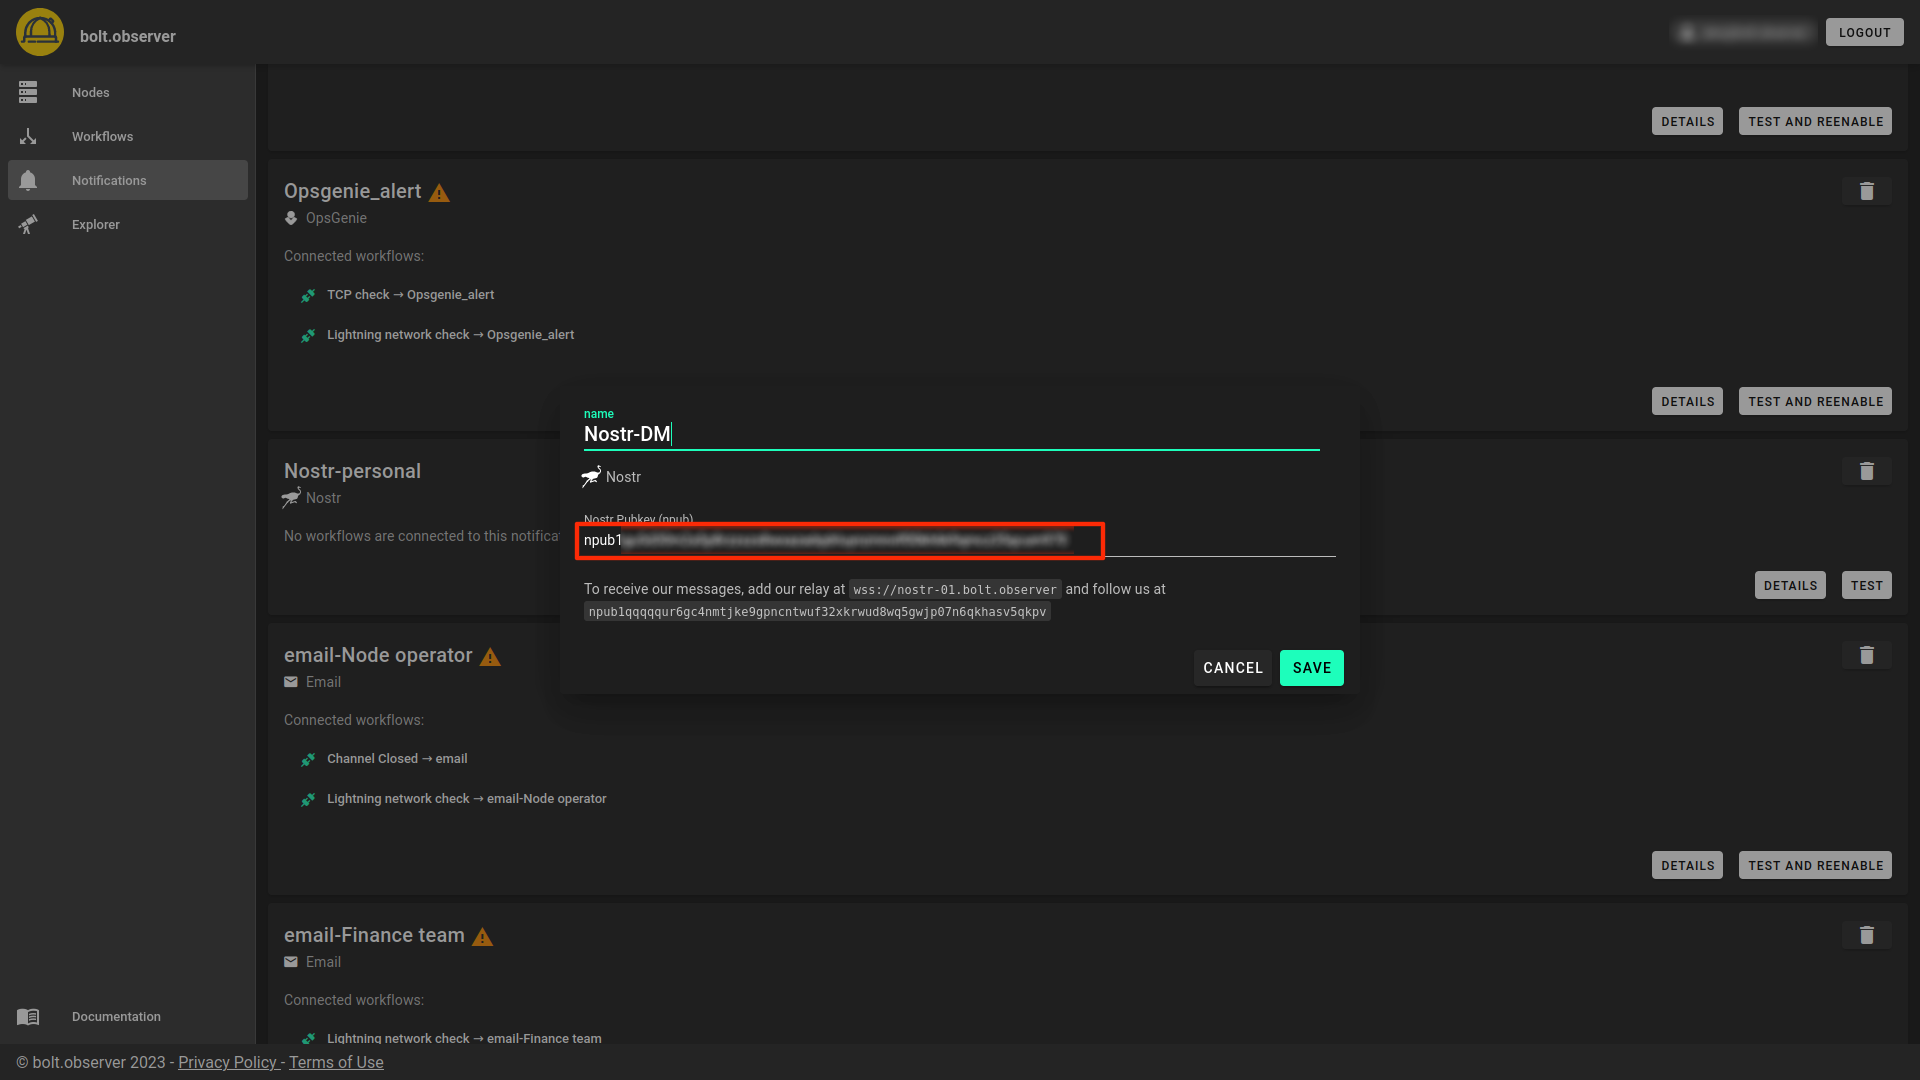 bolt.observer
LOGOUT
Nodes
Workflows
Notifications
Explorer
DETAILS
TEST AND REENABLE
Opsgenie_alert
OpsGenie
Connected workflows:
TCP check → Opsgenie_alert
Lightning network check → Opsgenie_alert
DETAILS
TEST AND REENABLE
Nostr-personal
Nostr
No workflows are connected to this notifica
DETAILS
TEST
name
Nostr-DM
Nostr
Nostr Pubkey (npub)
npub1
To receive our messages, add our relay at wss://nostr-01.bolt.observer and follow us at
npub1qqqqqur6gc4nmtjke9gpncntwuf32xkrwud8wq5gwjp07n6qkhasv5qkpv
CANCEL
SAVE
email-Node operator
Email
Connected workflows:
Channel Closed → email
Lightning network check → email-Node operator
DETAILS
TEST AND REENABLE
email-Finance team
Email
Connected workflows:
Lightning network check → email-Finance team
Documentation
© bolt.observer 2023 - Privacy Policy - Terms of Use